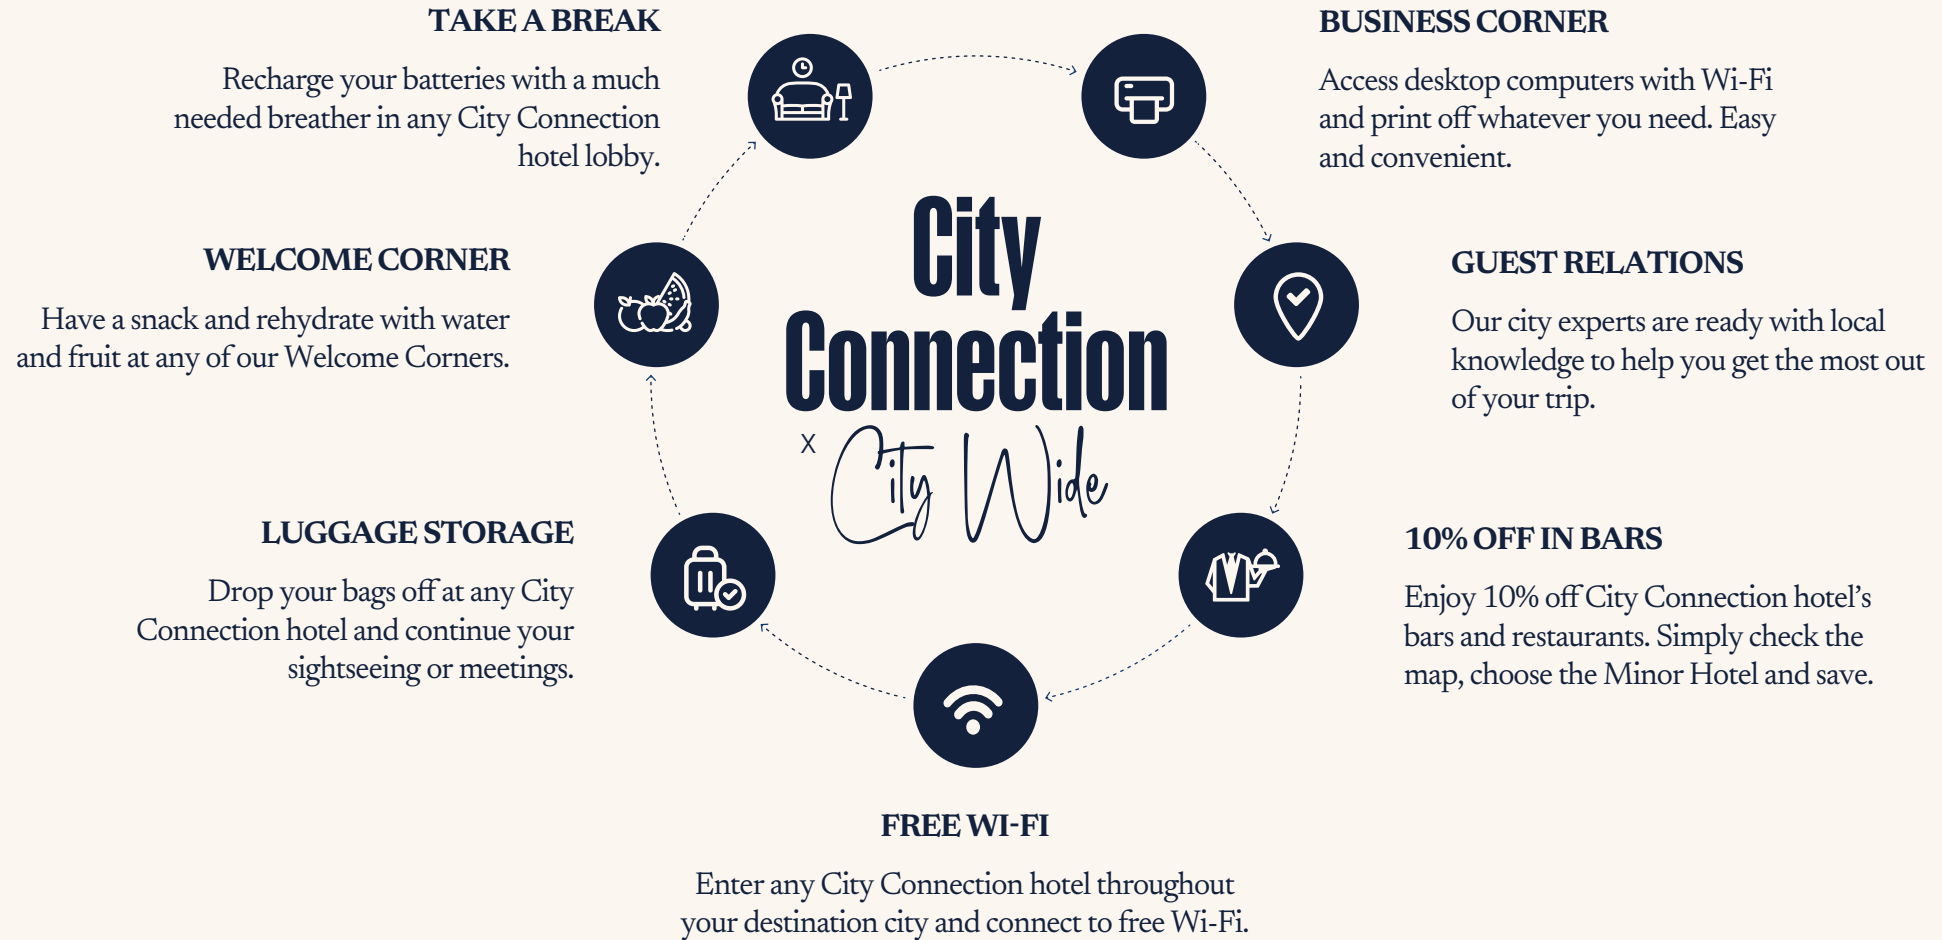 TAKE A BREAK
Recharge your batteries with a much
needed breather in any City Connection
hotel lobby.
BUSINESS CORNER
Access desktop computers with Wi-Fi
and print off whatever you need. Easy
and convenient.
WELCOME CORNER
Have a snack and rehydrate with water
and fruit at any of our Welcome Corners.
City
Connection
x City Wide
GUEST RELATIONS
Our city experts are ready with local
knowledge to help you get the most out
of your trip.
LUGGAGE STORAGE
Drop your bags off at any City
Connection hotel and continue your
sightseeing or meetings.
10% OFF IN BARS
Enjoy 10% off City Connection hotel’s
bars and restaurants. Simply check the
map, choose the Minor Hotel and save.
FREE WI-FI
Enter any City Connection hotel throughout
your destination city and connect to free Wi-Fi.